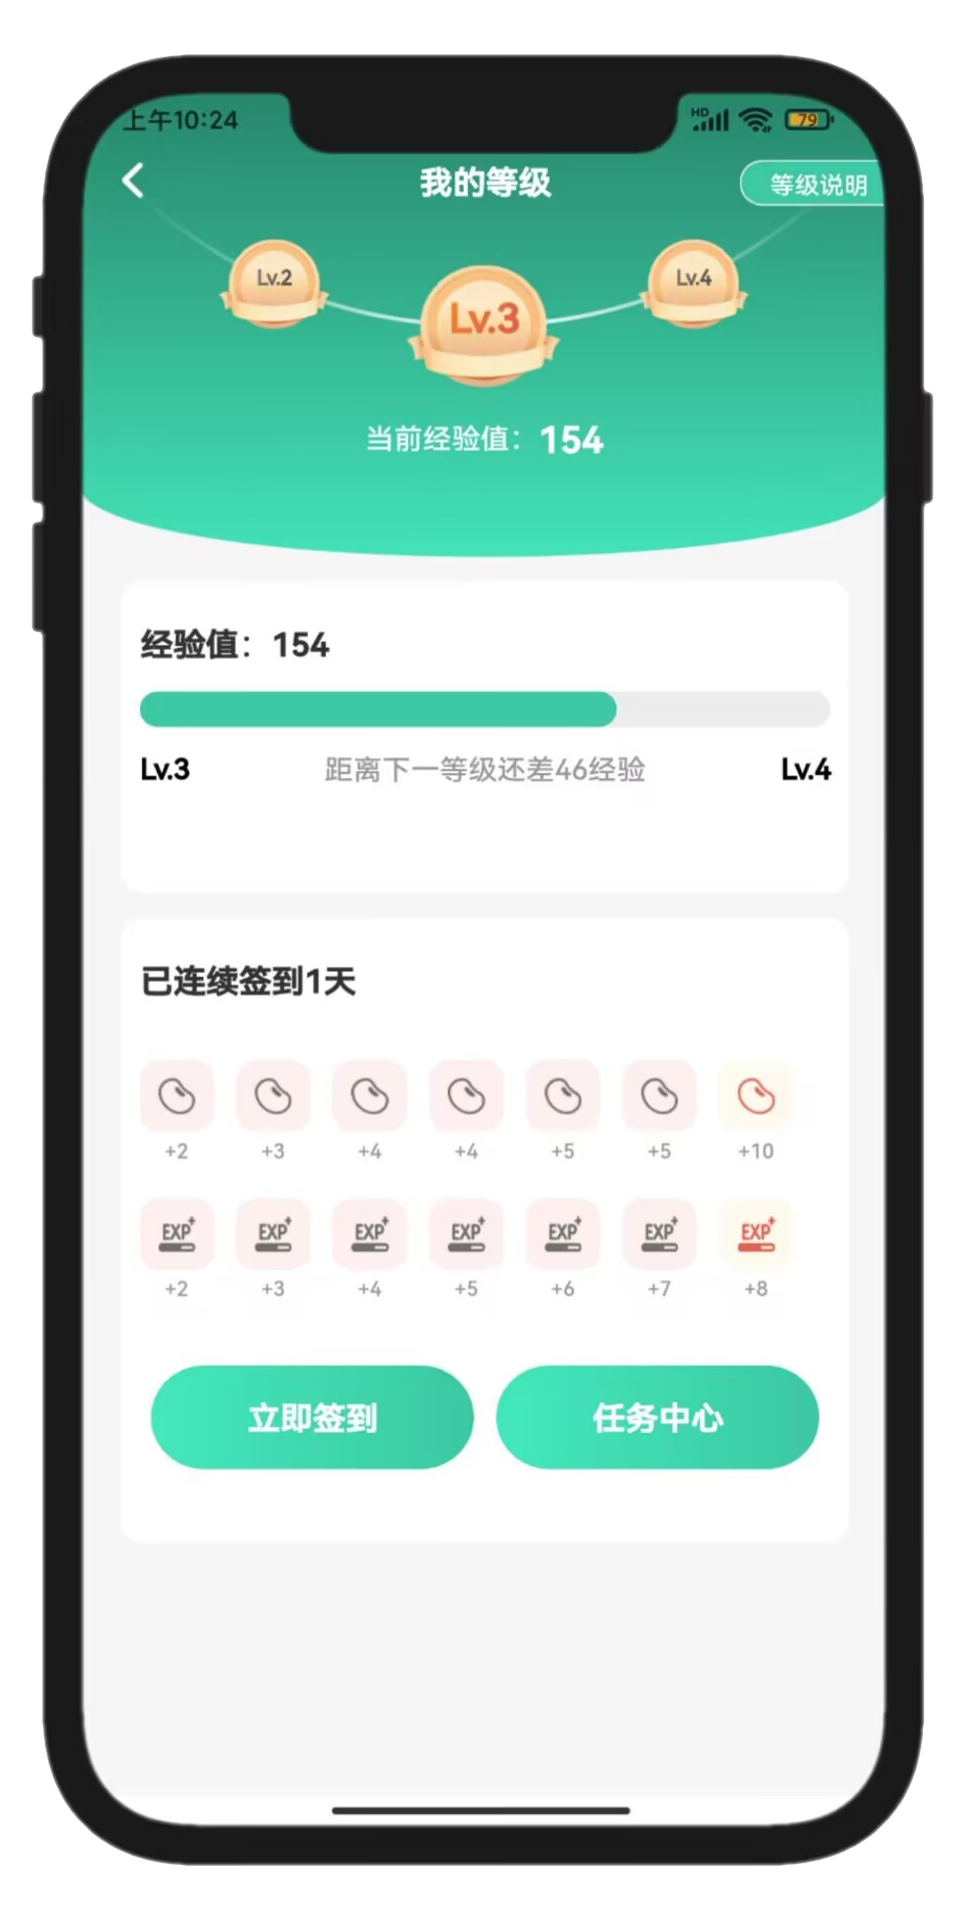 上午10:24
HD
79
我的等级
等级说明
Lv.2
Lv.3
Lv.4
当前经验值：154
经验值：154
Lv.3
距离下一等级还差46经验
Lv.4
已连续签到1天
+2 +3 +4 +4 +5 +5 +10
EXP+ EXP+ EXP+ EXP+ EXP+ EXP+ EXP+
+2 +3 +4 +5 +6 +7 +8
立即签到
任务中心